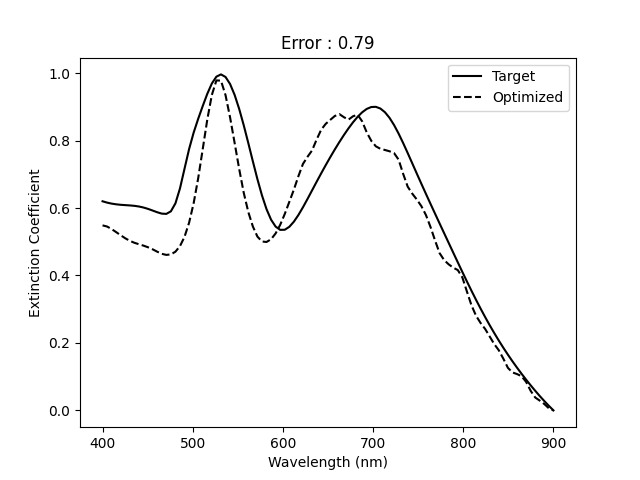 Error : 0.79
Target
Optimized
Extinction Coefficient
1.0
0.8
0.6
0.4
0.2
0.0
400 500 600 700 800 900
Wavelength (nm)